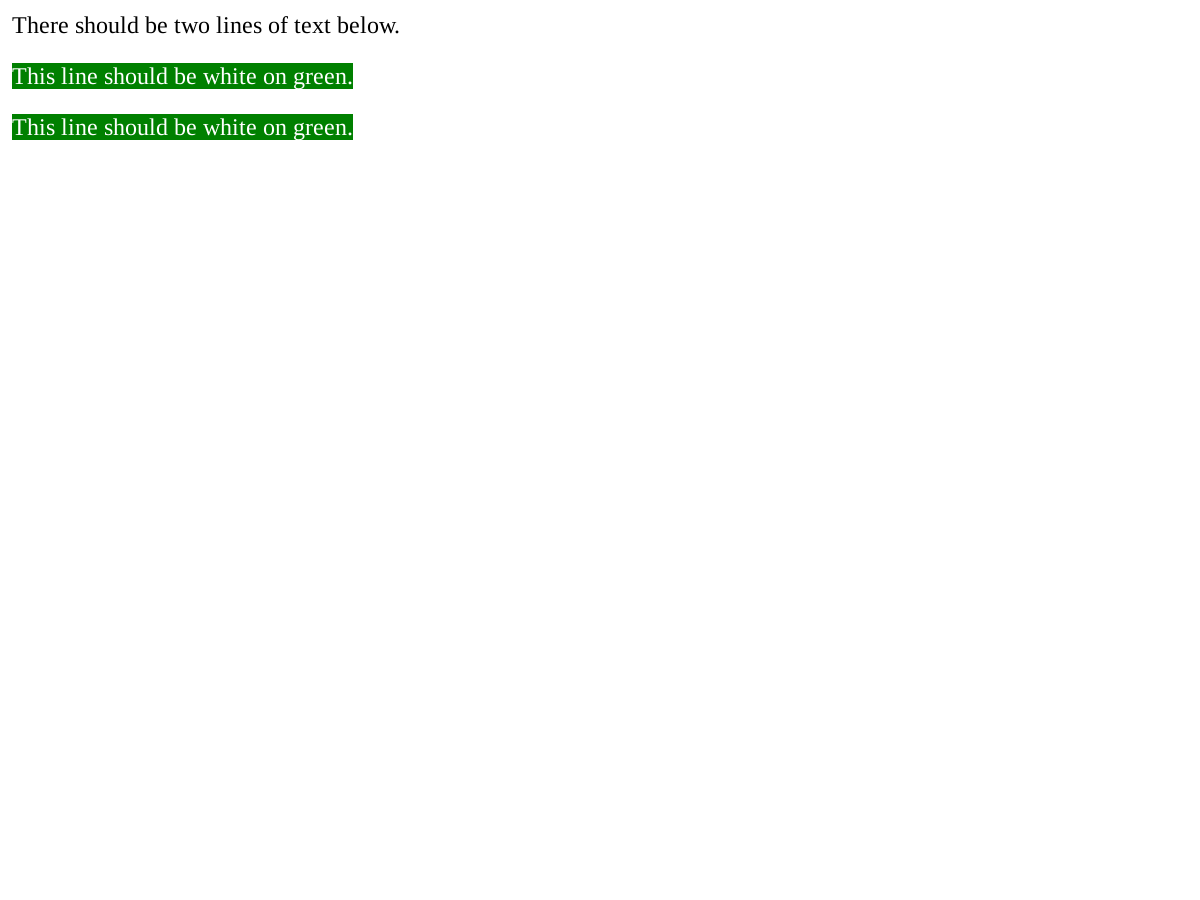 There should be two lines of text below.
This line should be white on green.
This line should be white on green.